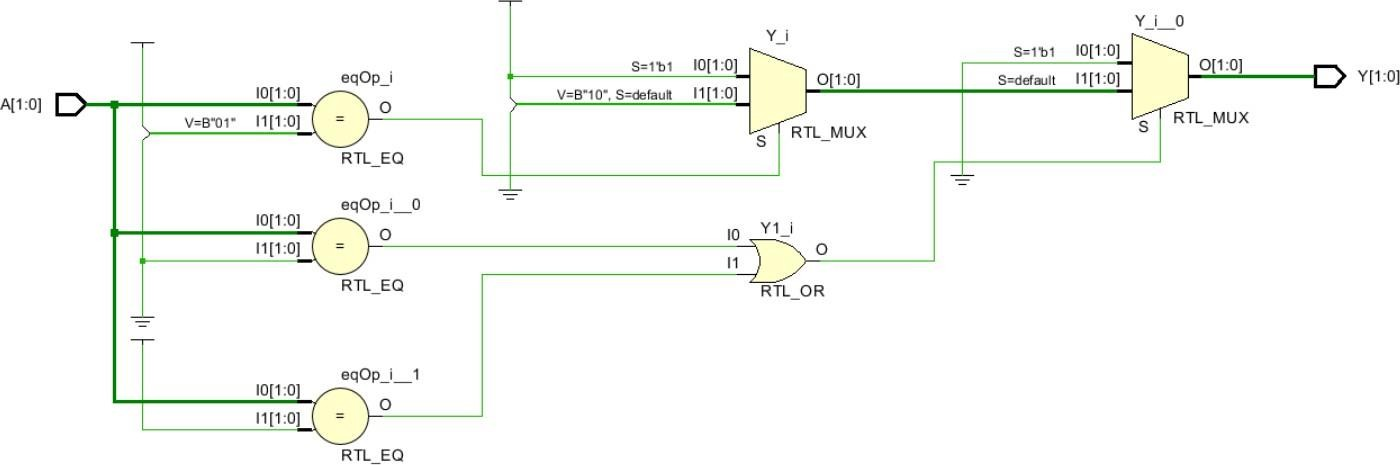 Y_i__0
Y_i
S=1'b1 I0[1:0]
O[1:0]
S=default I1[1:0]
Y[1:0]
S
RTL_MUX
S=1'b1 I0[1:0]
O[1:0]
V=B"10", S=default I1[1:0]
S
RTL_MUX
eqOp_i
A[1:0]
I0[1:0]
O
V=B"01" I1[1:0]
RTL_EQ
=
eqOp_i__0
I0[1:0]
O
I1[1:0]
=
RTL_EQ
Y1_i
I0
I1
O
RTL_OR
eqOp_i__1
I0[1:0]
O
I1[1:0]
=
RTL_EQ